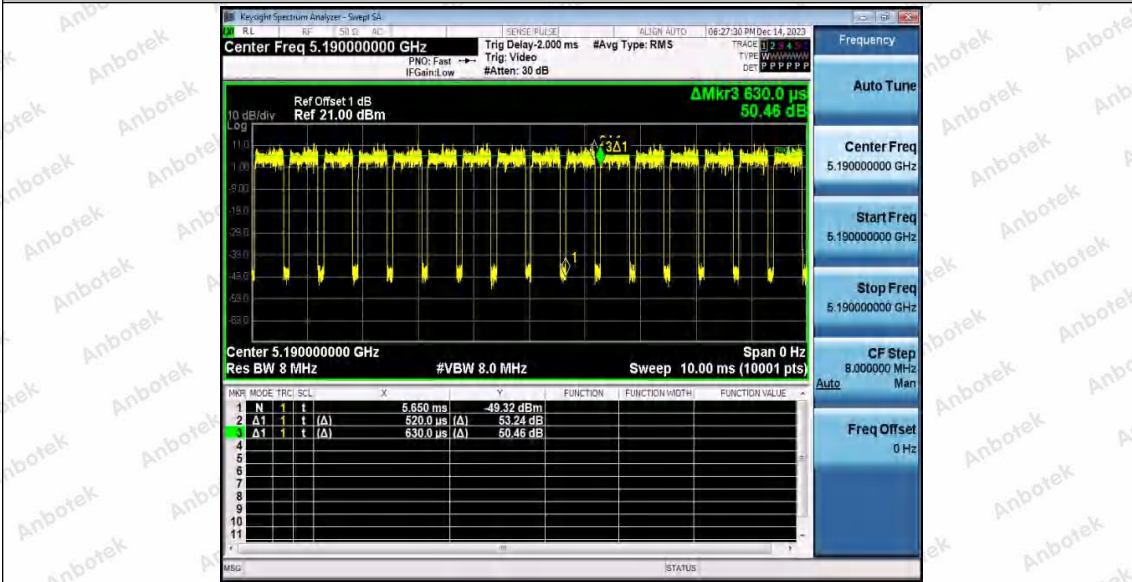 Keysight Spectrum Analyzer - Swept SA
RL RF 50 Ω AC SENSE:PULSE ALIGN AUTO 06:27:30 PM Dec 14, 2023
Center Freq 5.190000000 GHz
Trig Delay-2.000 ms #Avg Type: RMS
TRACE 1 2 3 4 5
PNO: Fast Trig: Video
TYPE W
IFGain:Low #Atten: 30 dB
DET P P P P P P
Frequency
Auto Tune
ΔMkr3 630.0 µs
50.46 dB
Ref Offset 1 dB
10 dB/div Ref 21.00 dBm
Log
11.0
1.00
-9.00
-19.0
-29.0
-39.0
-49.0
-59.0
-69.0
3Δ1
1
Center Freq
5.190000000 GHz
Start Freq
5.190000000 GHz
Stop Freq
5.190000000 GHz
CF Step
8.000000 MHz
Auto Man
Freq Offset
0 Hz
Center 5.190000000 GHz Span 0 Hz
Res BW 8 MHz #VBW 8.0 MHz Sweep 10.00 ms (10001 pts)
MKR MODE TRC SCL X Y FUNCTION FUNCTION WIDTH FUNCTION VALUE
1 N 1 t 5.650 ms -49.32 dBm
2 Δ1 1 t (Δ) 520.0 µs (Δ) 53.24 dB
3 Δ1 1 t (Δ) 630.0 µs (Δ) 50.46 dB
4
5
6
7
8
9
10
11
MSG STATUS
Anbotek